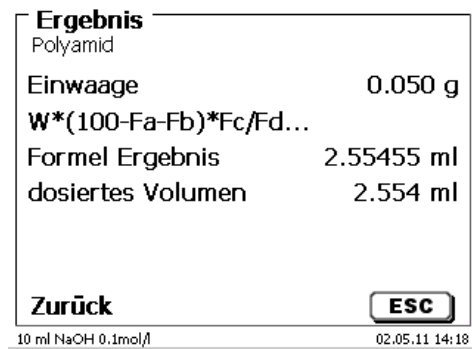 Ergebnis
Polyamid
Einwaage 0.050 g
W*(100-Fa-Fb)*Fc/Fd...
Formel Ergebnis 2.55455 ml
dosiertes Volumen 2.554 ml
Zurück ESC
10 ml NaOH 0.1mol/l 02.05.11 14:18